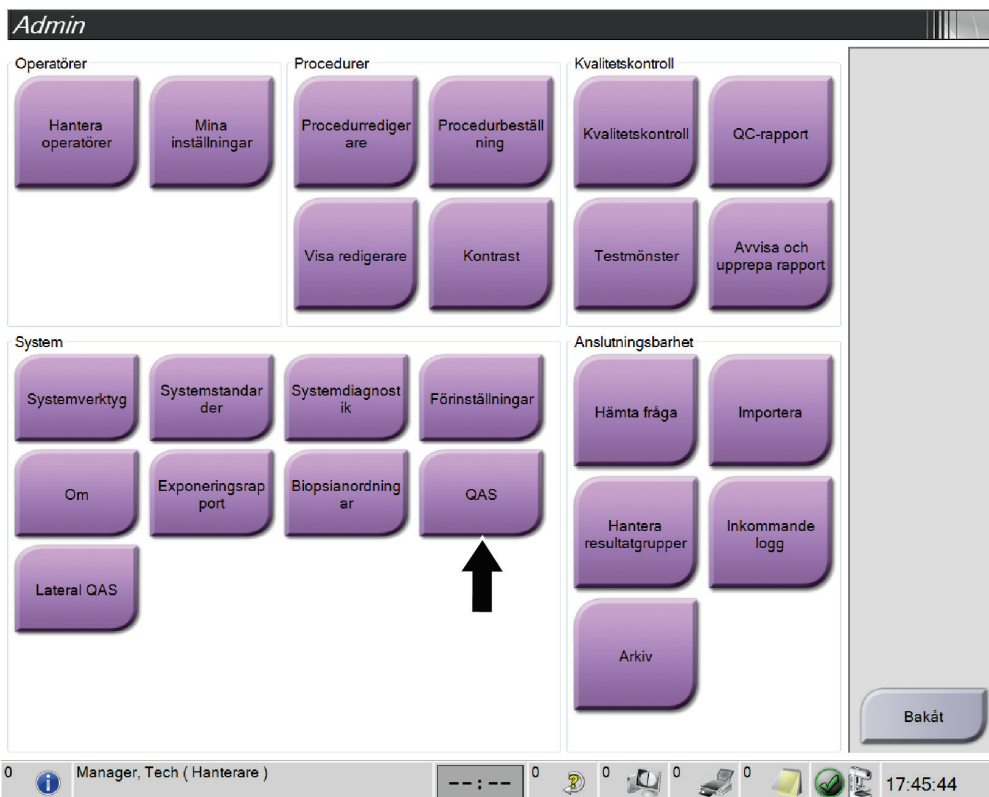 Admin
Operatörer
Hantera
operatörer
Mina
inställningar
Procedurer
Procedurrediger
are
Procedurbeställ
ning
Visa redigerare
Kontrast
Kvalitetskontroll
Kvalitetskontroll
QC-rapport
Testmönster
Avvisa och
upprepa rapport
System
Systemverktyg
Systemstandar
der
Systemdiagnost
ik
Förinställningar
Om
Exponeringsrap
port
Biopsianordning
ar
QAS
Lateral QAS
Anslutningsbarhet
Hämta fråga
Importera
Hantera
resultatgrupper
Inkommande
logg
Arkiv
Bakåt
0
Manager, Tech ( Hanterare )
--:--
0
0
0
0
17:45:44